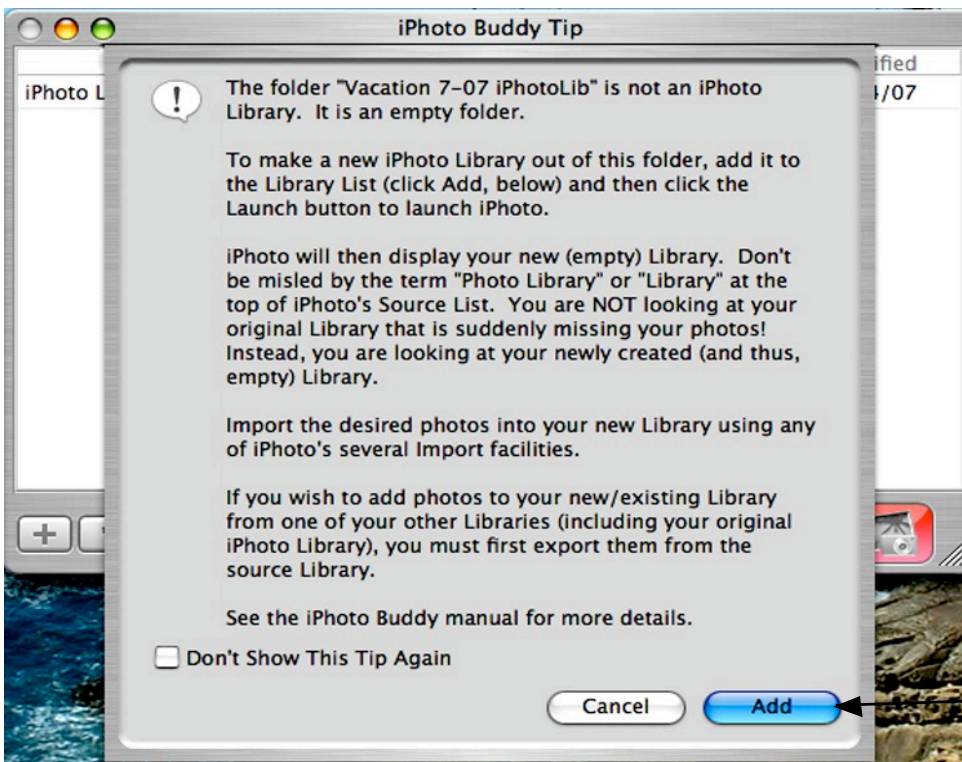 iPhoto Buddy Tip
ified
iPhoto L
/07
The folder "Vacation 7-07 iPhotoLib" is not an iPhoto
Library. It is an empty folder.
To make a new iPhoto Library out of this folder, add it to
the Library List (click Add, below) and then click the
Launch button to launch iPhoto.
iPhoto will then display your new (empty) Library. Don't
be misled by the term "Photo Library" or "Library" at the
top of iPhoto's Source List. You are NOT looking at your
original Library that is suddenly missing your photos!
Instead, you are looking at your newly created (and thus,
empty) Library.
Import the desired photos into your new Library using any
of iPhoto's several Import facilities.
If you wish to add photos to your new/existing Library
from one of your other Libraries (including your original
iPhoto Library), you must first export them from the
source Library.
See the iPhoto Buddy manual for more details.
Don't Show This Tip Again
Cancel
Add